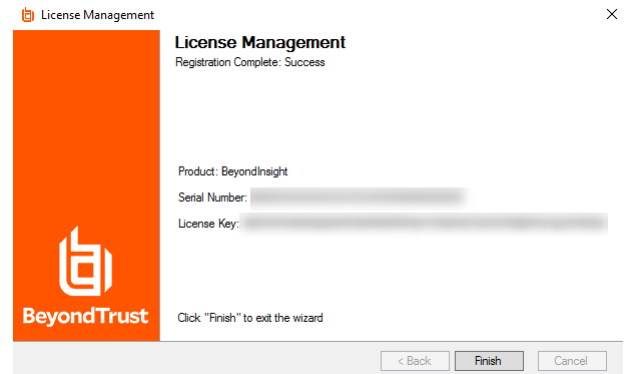 License Management
License Management
Registration Complete: Success
Product: BeyondInsight
Serial Number:
License Key:
BeyondTrust
Click "Finish" to exit the wizard
< Back Finish Cancel